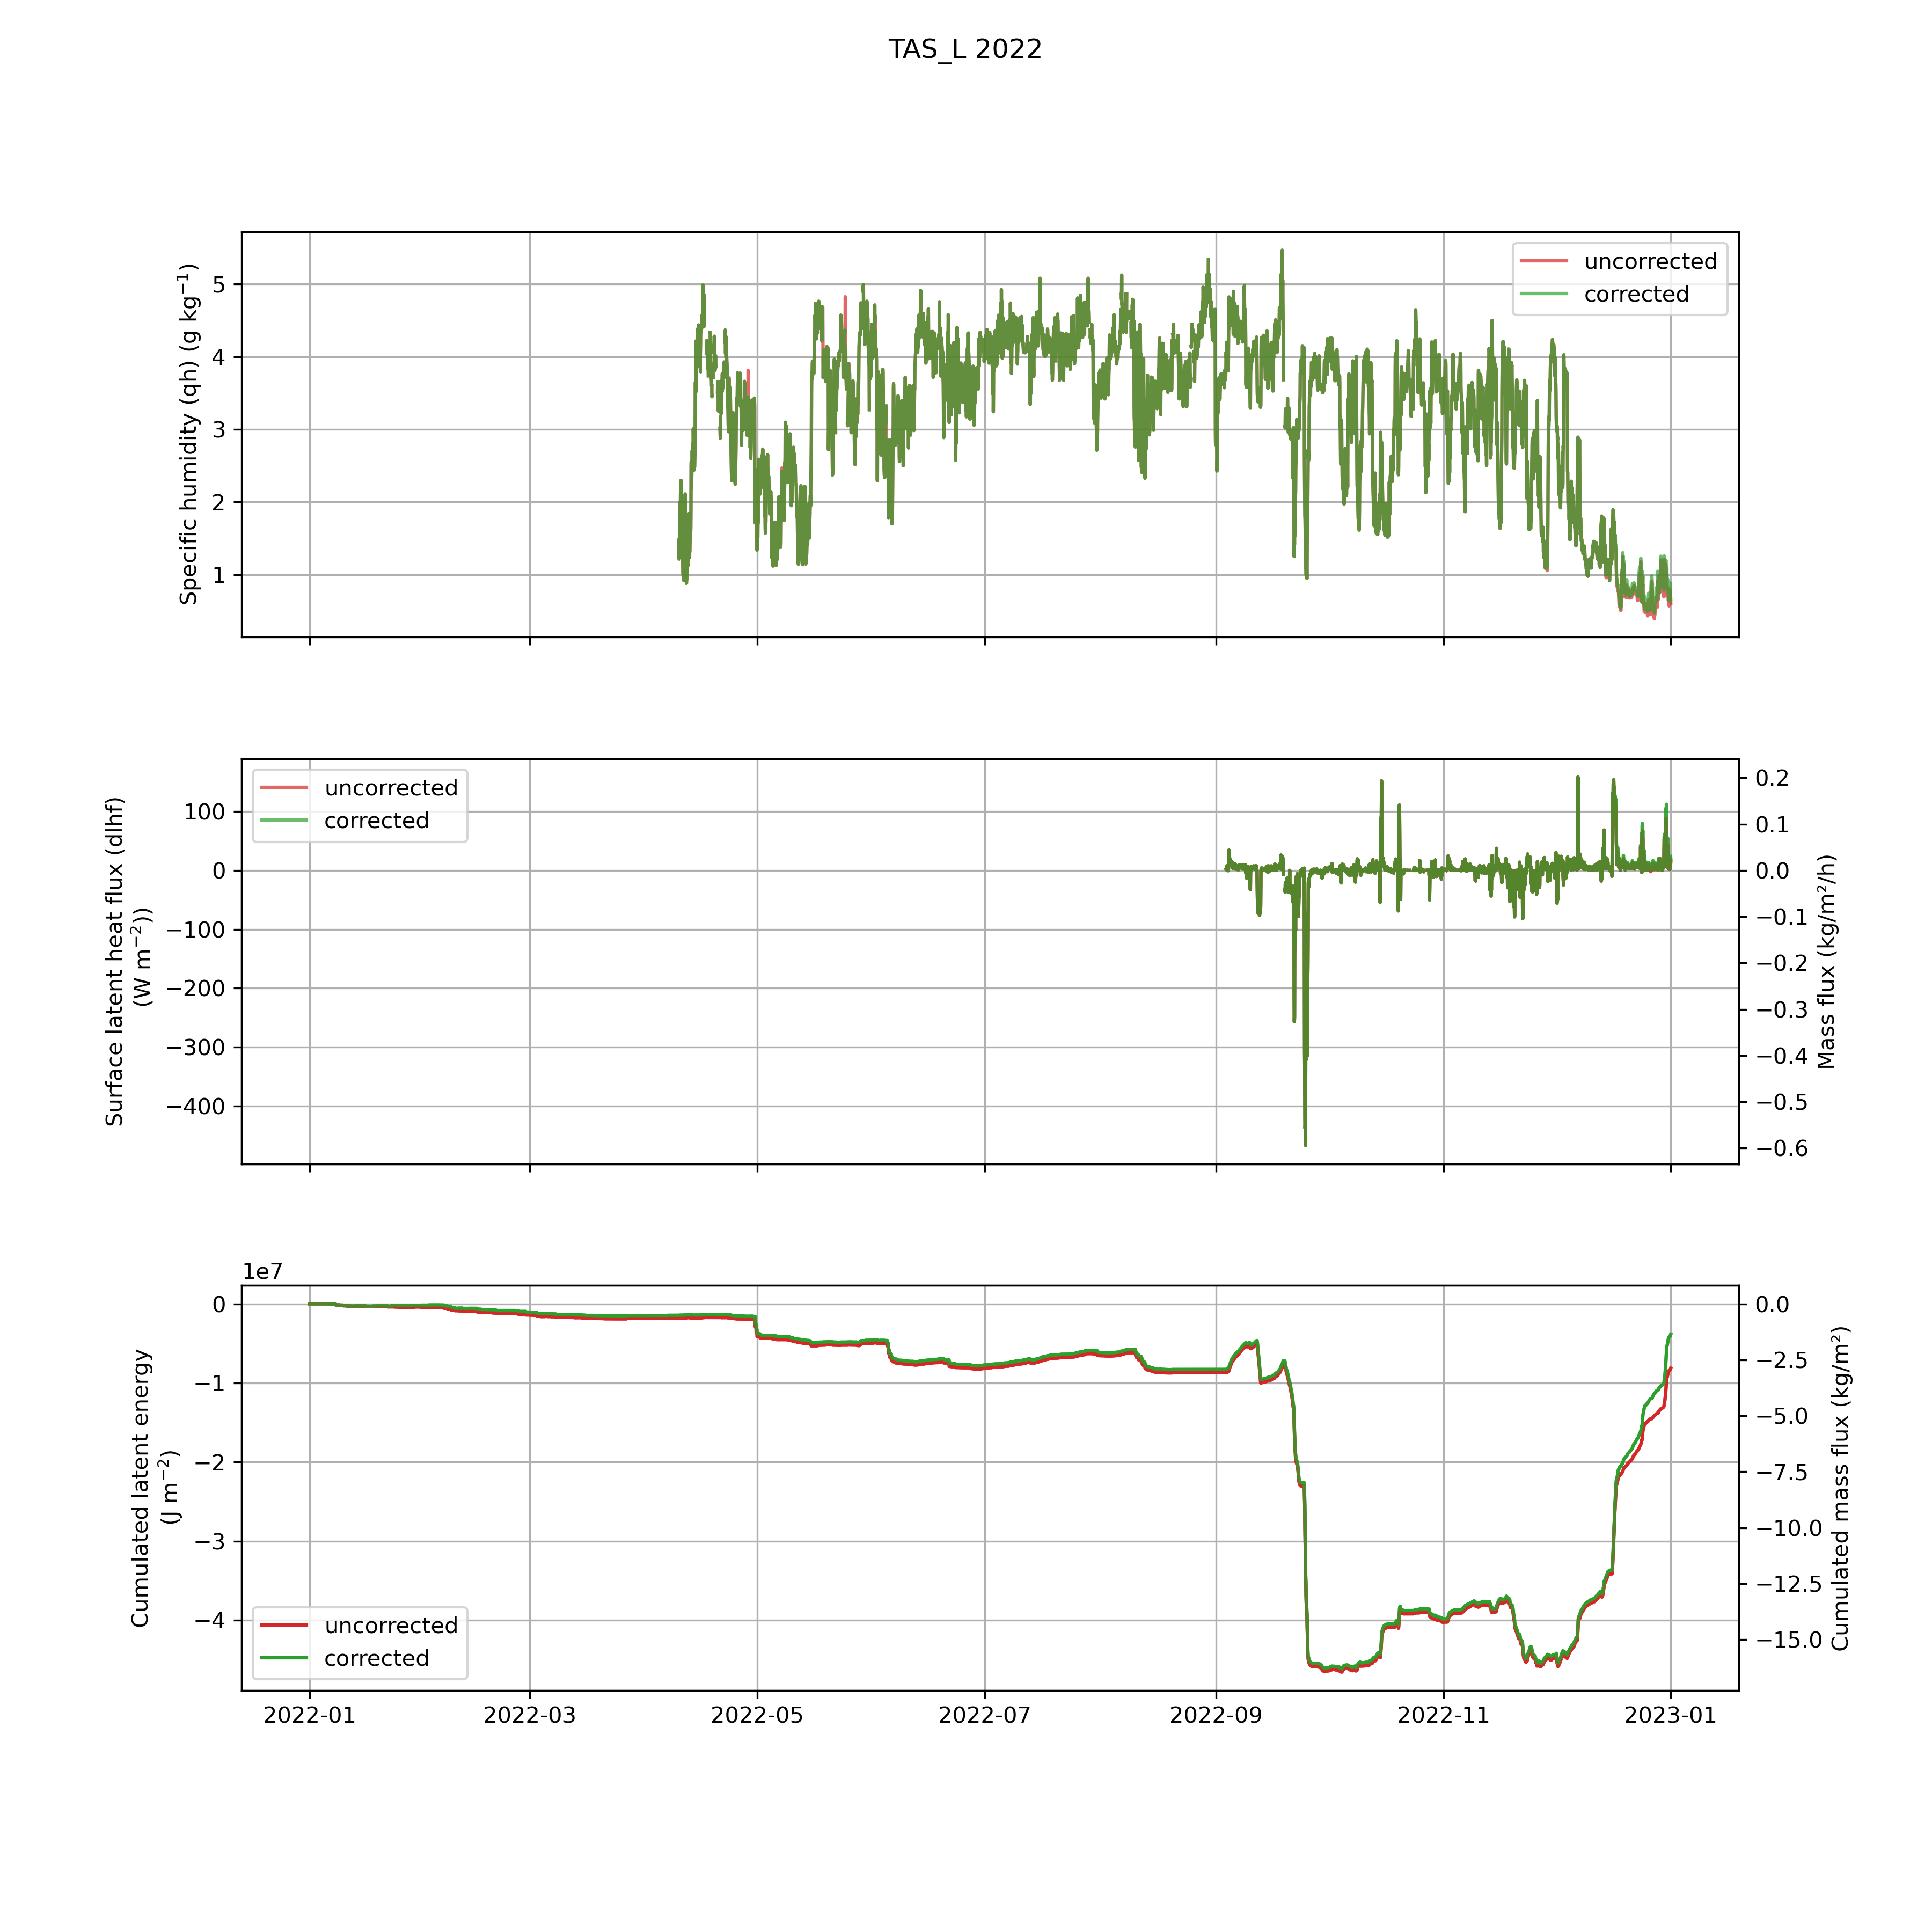 TAS_L 2022
Specific humidity (qh) (g kg⁻¹)
5
4
3
2
1
uncorrected
corrected
Surface latent heat flux (dlhf)
(W m⁻²))
100
0
−100
−200
−300
−400
uncorrected
corrected
0.2
0.1
0.0
−0.1
−0.2
−0.3
−0.4
−0.5
−0.6
Mass flux (kg/m²/h)
1e7
Cumulated latent energy
(J m⁻²)
0
−1
−2
−3
−4
uncorrected
corrected
0.0
−2.5
−5.0
−7.5
−10.0
−12.5
−15.0
Cumulated mass flux (kg/m²)
2022-01 2022-03 2022-05 2022-07 2022-09 2022-11 2023-01